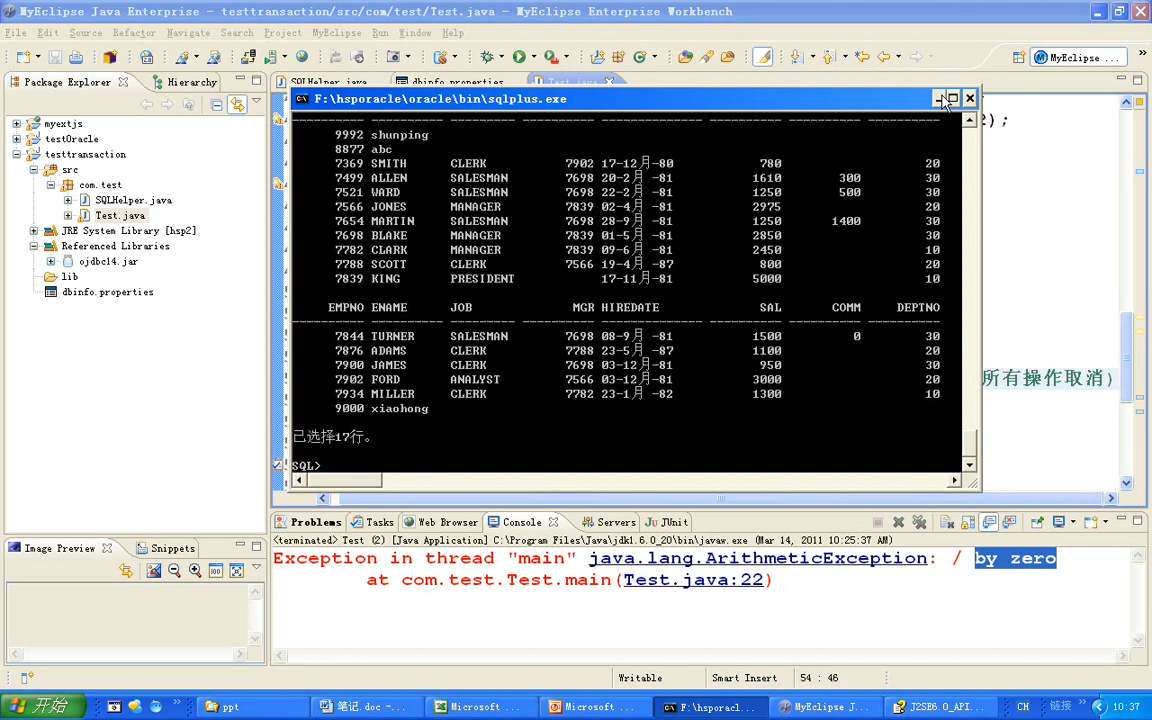 MyEclipse Java Enterprise - testtransaction/src/com/test/Test.java - MyEclipse Enterprise Workbench
File Edit Source Refactor Navigate Search Project MyEclipse Run Window Help
MyEclipse ...
Package Explorer Hierarchy
SQLHelper.java dbinfo.properties Test.java
F:\hsporacle\oracle\bin\sqlplus.exe
2);
myextjs
testOracle
testtransaction
src
com.test
SQLHelper.java
Test.java
JRE System Library [hsp2]
Referenced Libraries
ojdbc14.jar
lib
dbinfo.properties
9992 shunping
8877 abc
7369 SMITH CLERK 7902 17-12月-80 780 20
7499 ALLEN SALESMAN 7698 20-2月 -81 1610 300 30
7521 WARD SALESMAN 7698 22-2月 -81 1250 500 30
7566 JONES MANAGER 7839 02-4月 -81 2975 20
7654 MARTIN SALESMAN 7698 28-9月 -81 1250 1400 30
7698 BLAKE MANAGER 7839 01-5月 -81 2850 30
7782 CLARK MANAGER 7839 09-6月 -81 2450 10
7788 SCOTT CLERK 7566 19-4月 -87 800 20
7839 KING PRESIDENT 17-11月-81 5000 10
EMPNO ENAME JOB MGR HIREDATE SAL COMM DEPTNO
7844 TURNER SALESMAN 7698 08-9月 -81 1500 0 30
7876 ADAMS CLERK 7788 23-5月 -87 1100 20
7900 JAMES CLERK 7698 03-12月-81 950 30
7902 FORD ANALYST 7566 03-12月-81 3000 20
7934 MILLER CLERK 7782 23-1月 -82 1300 10
9000 xiaohong
已选择17行。
SQL>
所有操作取消)
Problems Tasks Web Browser Console Servers JUnit
<terminated> Test (2) [Java Application] C:\Program Files\Java\jdk1.6.0_20\bin\javaw.exe (Mar 14, 2011 10:25:37 AM)
Exception in thread "main" java.lang.ArithmeticException: / by zero
at com.test.Test.main(Test.java:22)
Image Preview Snippets
Writable Smart Insert 54 : 46
开始 ppt 笔记.doc - ... Microsoft ... Microsoft ... F:\hsporacl... MyEclipse J... J2SE6.0_API... CH 链接 10:37